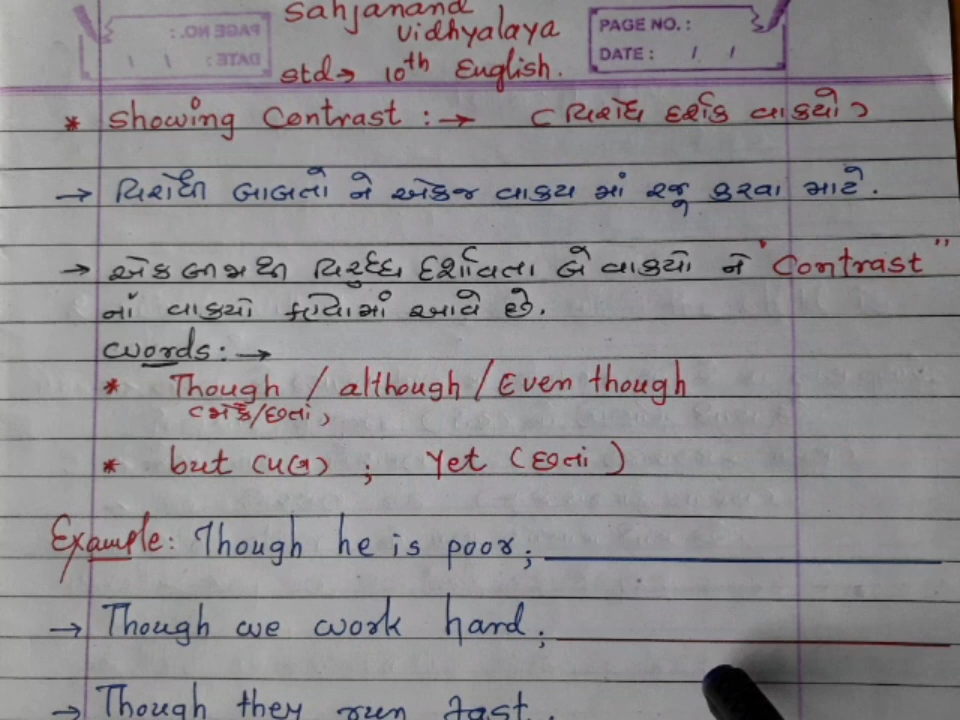 Sahjanand
Vidhyalaya
PAGE NO. :
DATE : / /
Std → 10th English.
* Showing Contrast :→ (વિરોધ દર્શક વાક્યો)
→ વિરોધી બાબતો ને એકજ વાક્ય માં રજૂ કરવા માટે.
→ એક બીજાથી વિરુદ્ધ દર્શાવતા બે વાક્યો ને "Contrast"
નાં વાક્યો કહેવામાં આવે છે.
Words :→
* Though / although / Even though
(જોકે/છતાં)
* but (પણ) ; Yet (છતાં)
Example: Though he is poor,
→ Though we work hard,
→ Though they run fast,